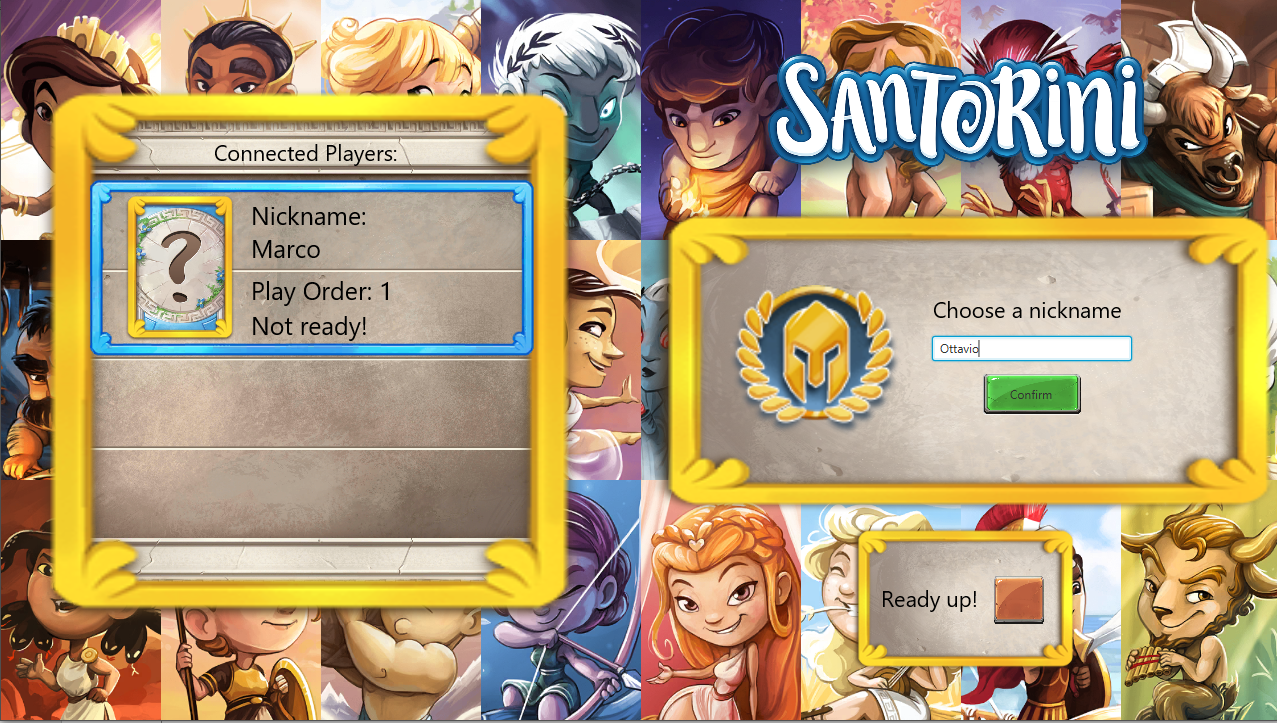 SANTORINI
Connected Players:
Nickname:
Marco
Play Order: 1
Not ready!
Choose a nickname
Ottavio
Confirm
Ready up!